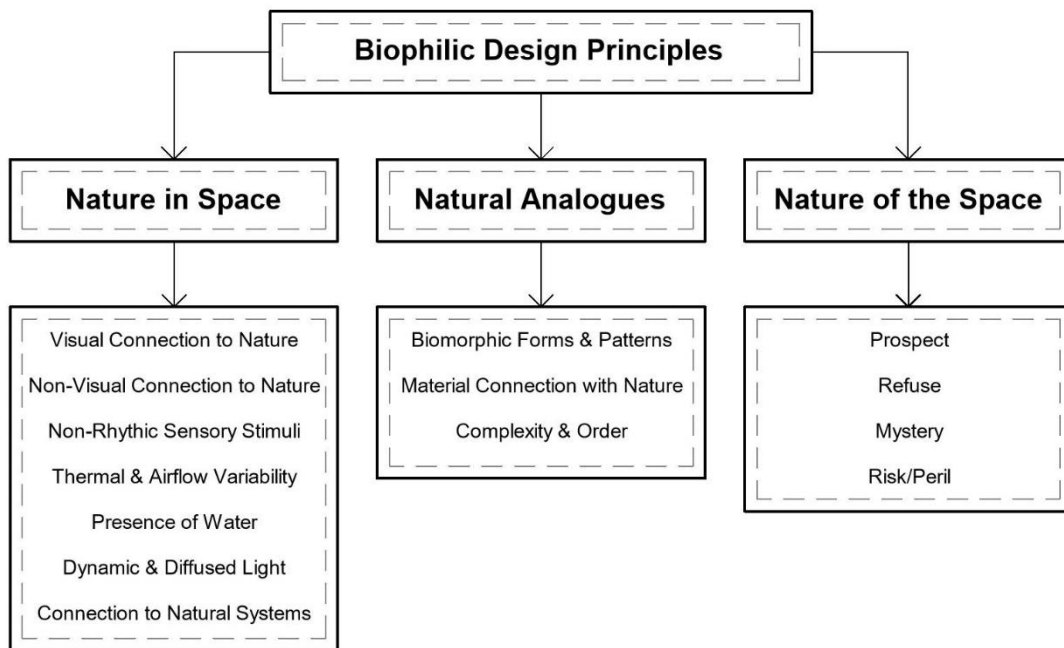 Biophilic Design Principles
Nature in Space
Natural Analogues
Nature of the Space
Visual Connection to Nature
Non-Visual Connection to Nature
Non-Rhythic Sensory Stimuli
Thermal & Airflow Variability
Presence of Water
Dynamic & Diffused Light
Connection to Natural Systems
Biomorphic Forms & Patterns
Material Connection with Nature
Complexity & Order
Prospect
Refuse
Mystery
Risk/Peril